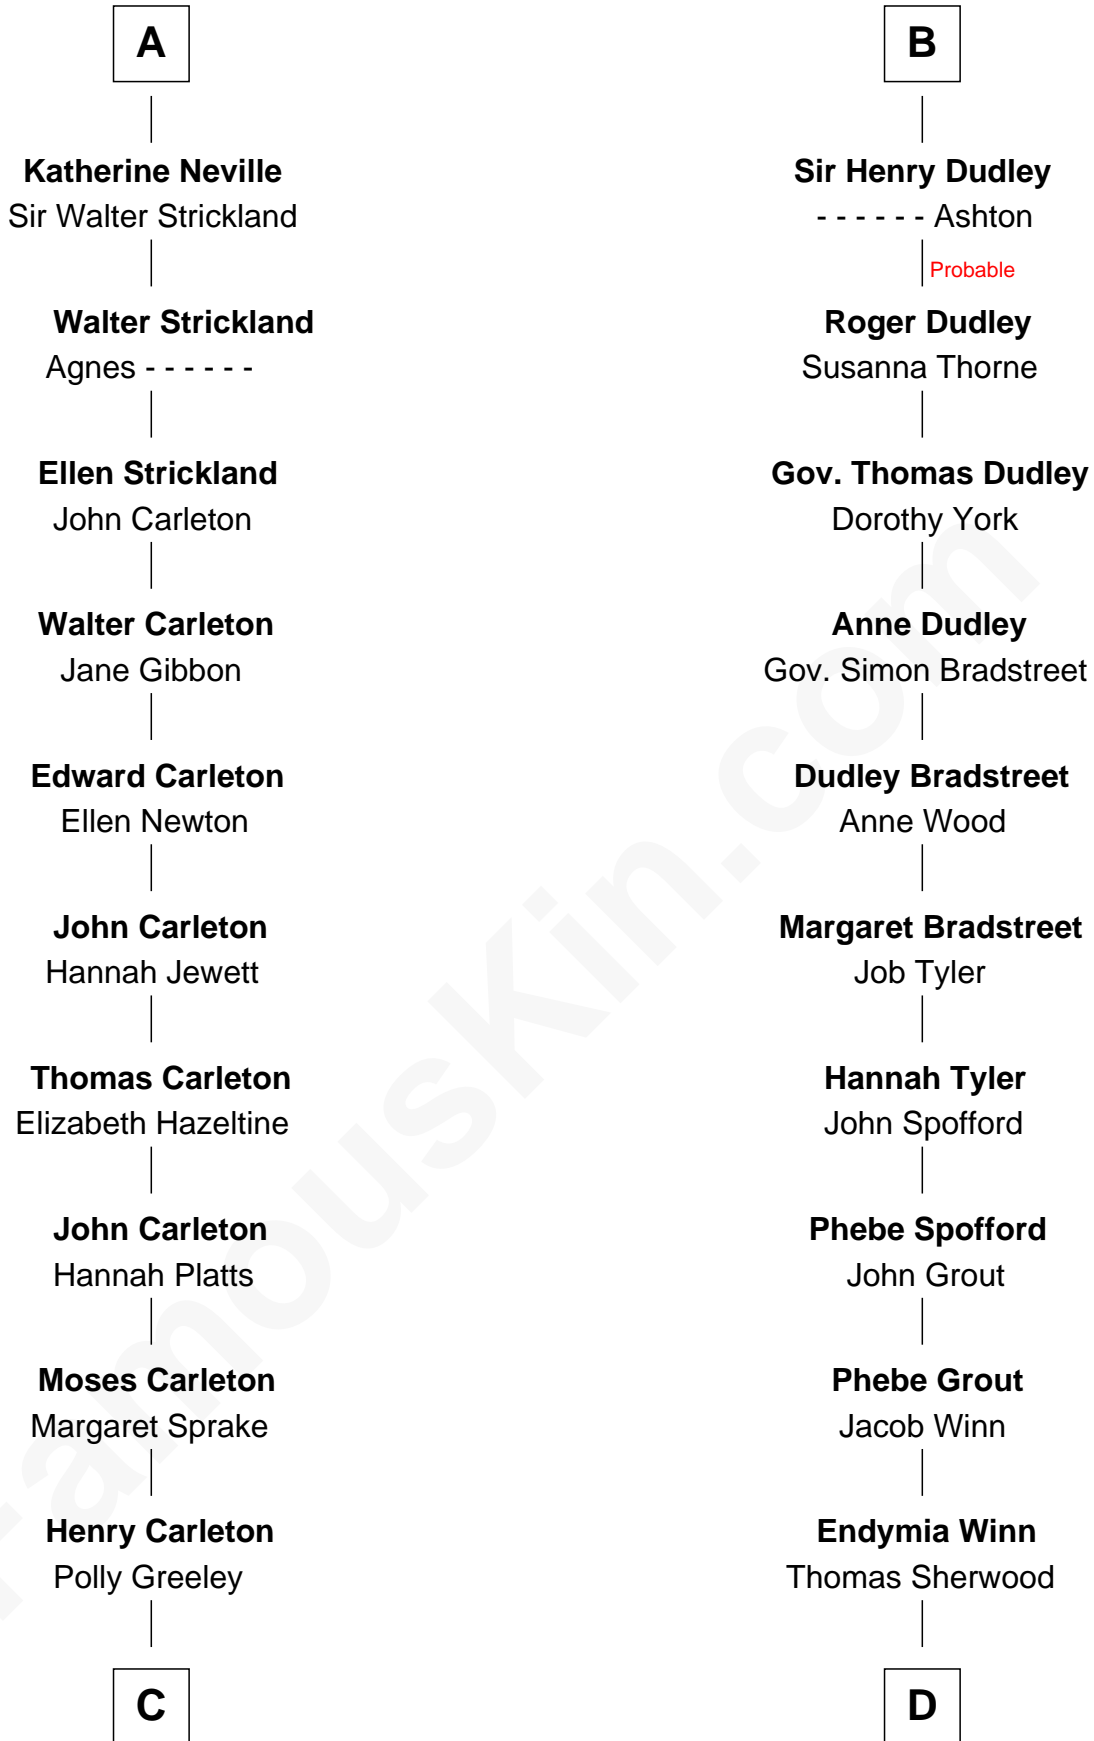 A
Katherine Neville
Sir Walter Strickland
Walter Strickland
Agnes - - - - - -
Ellen Strickland
John Carleton
Walter Carleton
Jane Gibbon
Edward Carleton
Ellen Newton
John Carleton
Hannah Jewett
Thomas Carleton
Elizabeth Hazeltine
John Carleton
Hannah Platts
Moses Carleton
Margaret Sprake
Henry Carleton
Polly Greeley
C
B
Sir Henry Dudley
- - - - - - Ashton
Probable
Roger Dudley
Susanna Thorne
Gov. Thomas Dudley
Dorothy York
Anne Dudley
Gov. Simon Bradstreet
Dudley Bradstreet
Anne Wood
Margaret Bradstreet
Job Tyler
Hannah Tyler
John Spofford
Phebe Spofford
John Grout
Phebe Grout
Jacob Winn
Endymia Winn
Thomas Sherwood
D
FamousKin.com